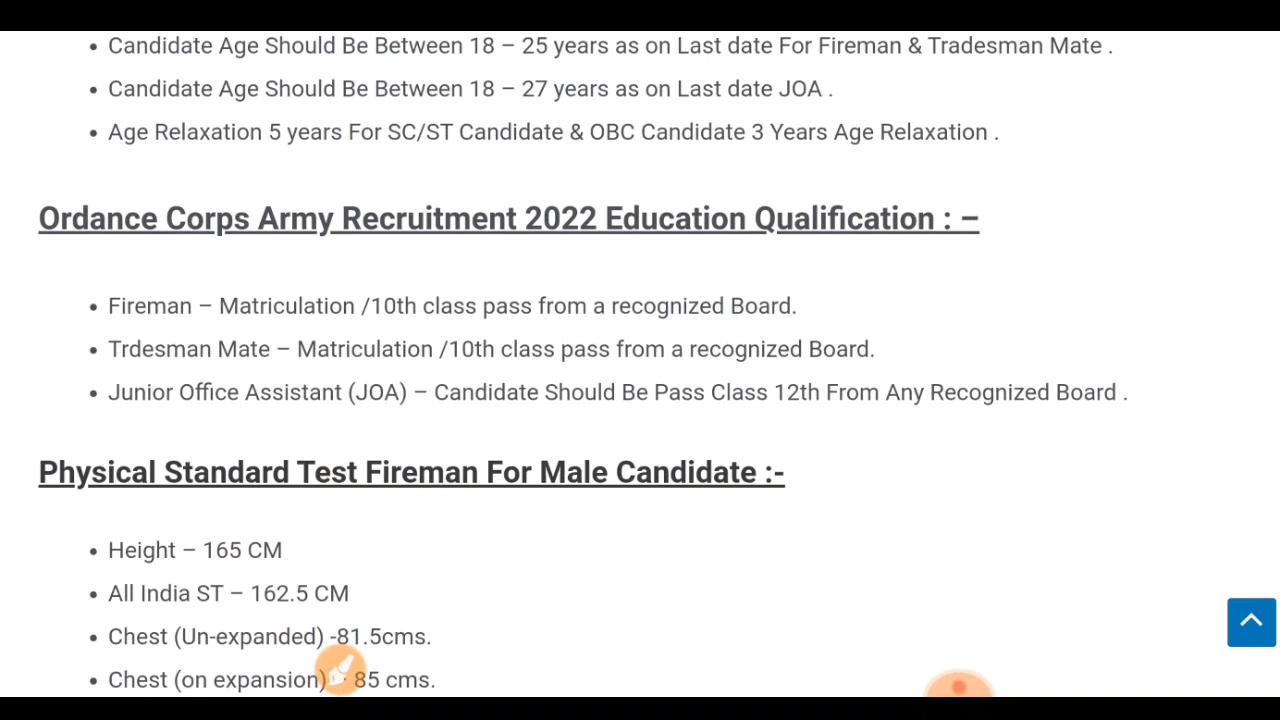 Candidate Age Should Be Between 18 – 25 years as on Last date For Fireman & Tradesman Mate .
Candidate Age Should Be Between 18 – 27 years as on Last date JOA .
Age Relaxation 5 years For SC/ST Candidate & OBC Candidate 3 Years Age Relaxation .
Ordance Corps Army Recruitment 2022 Education Qualification : –
Fireman – Matriculation /10th class pass from a recognized Board.
Trdesman Mate – Matriculation /10th class pass from a recognized Board.
Junior Office Assistant (JOA) – Candidate Should Be Pass Class 12th From Any Recognized Board .
Physical Standard Test Fireman For Male Candidate :-
Height – 165 CM
All India ST – 162.5 CM
Chest (Un-expanded) -81.5cms.
Chest (on expansion) - 85 cms.